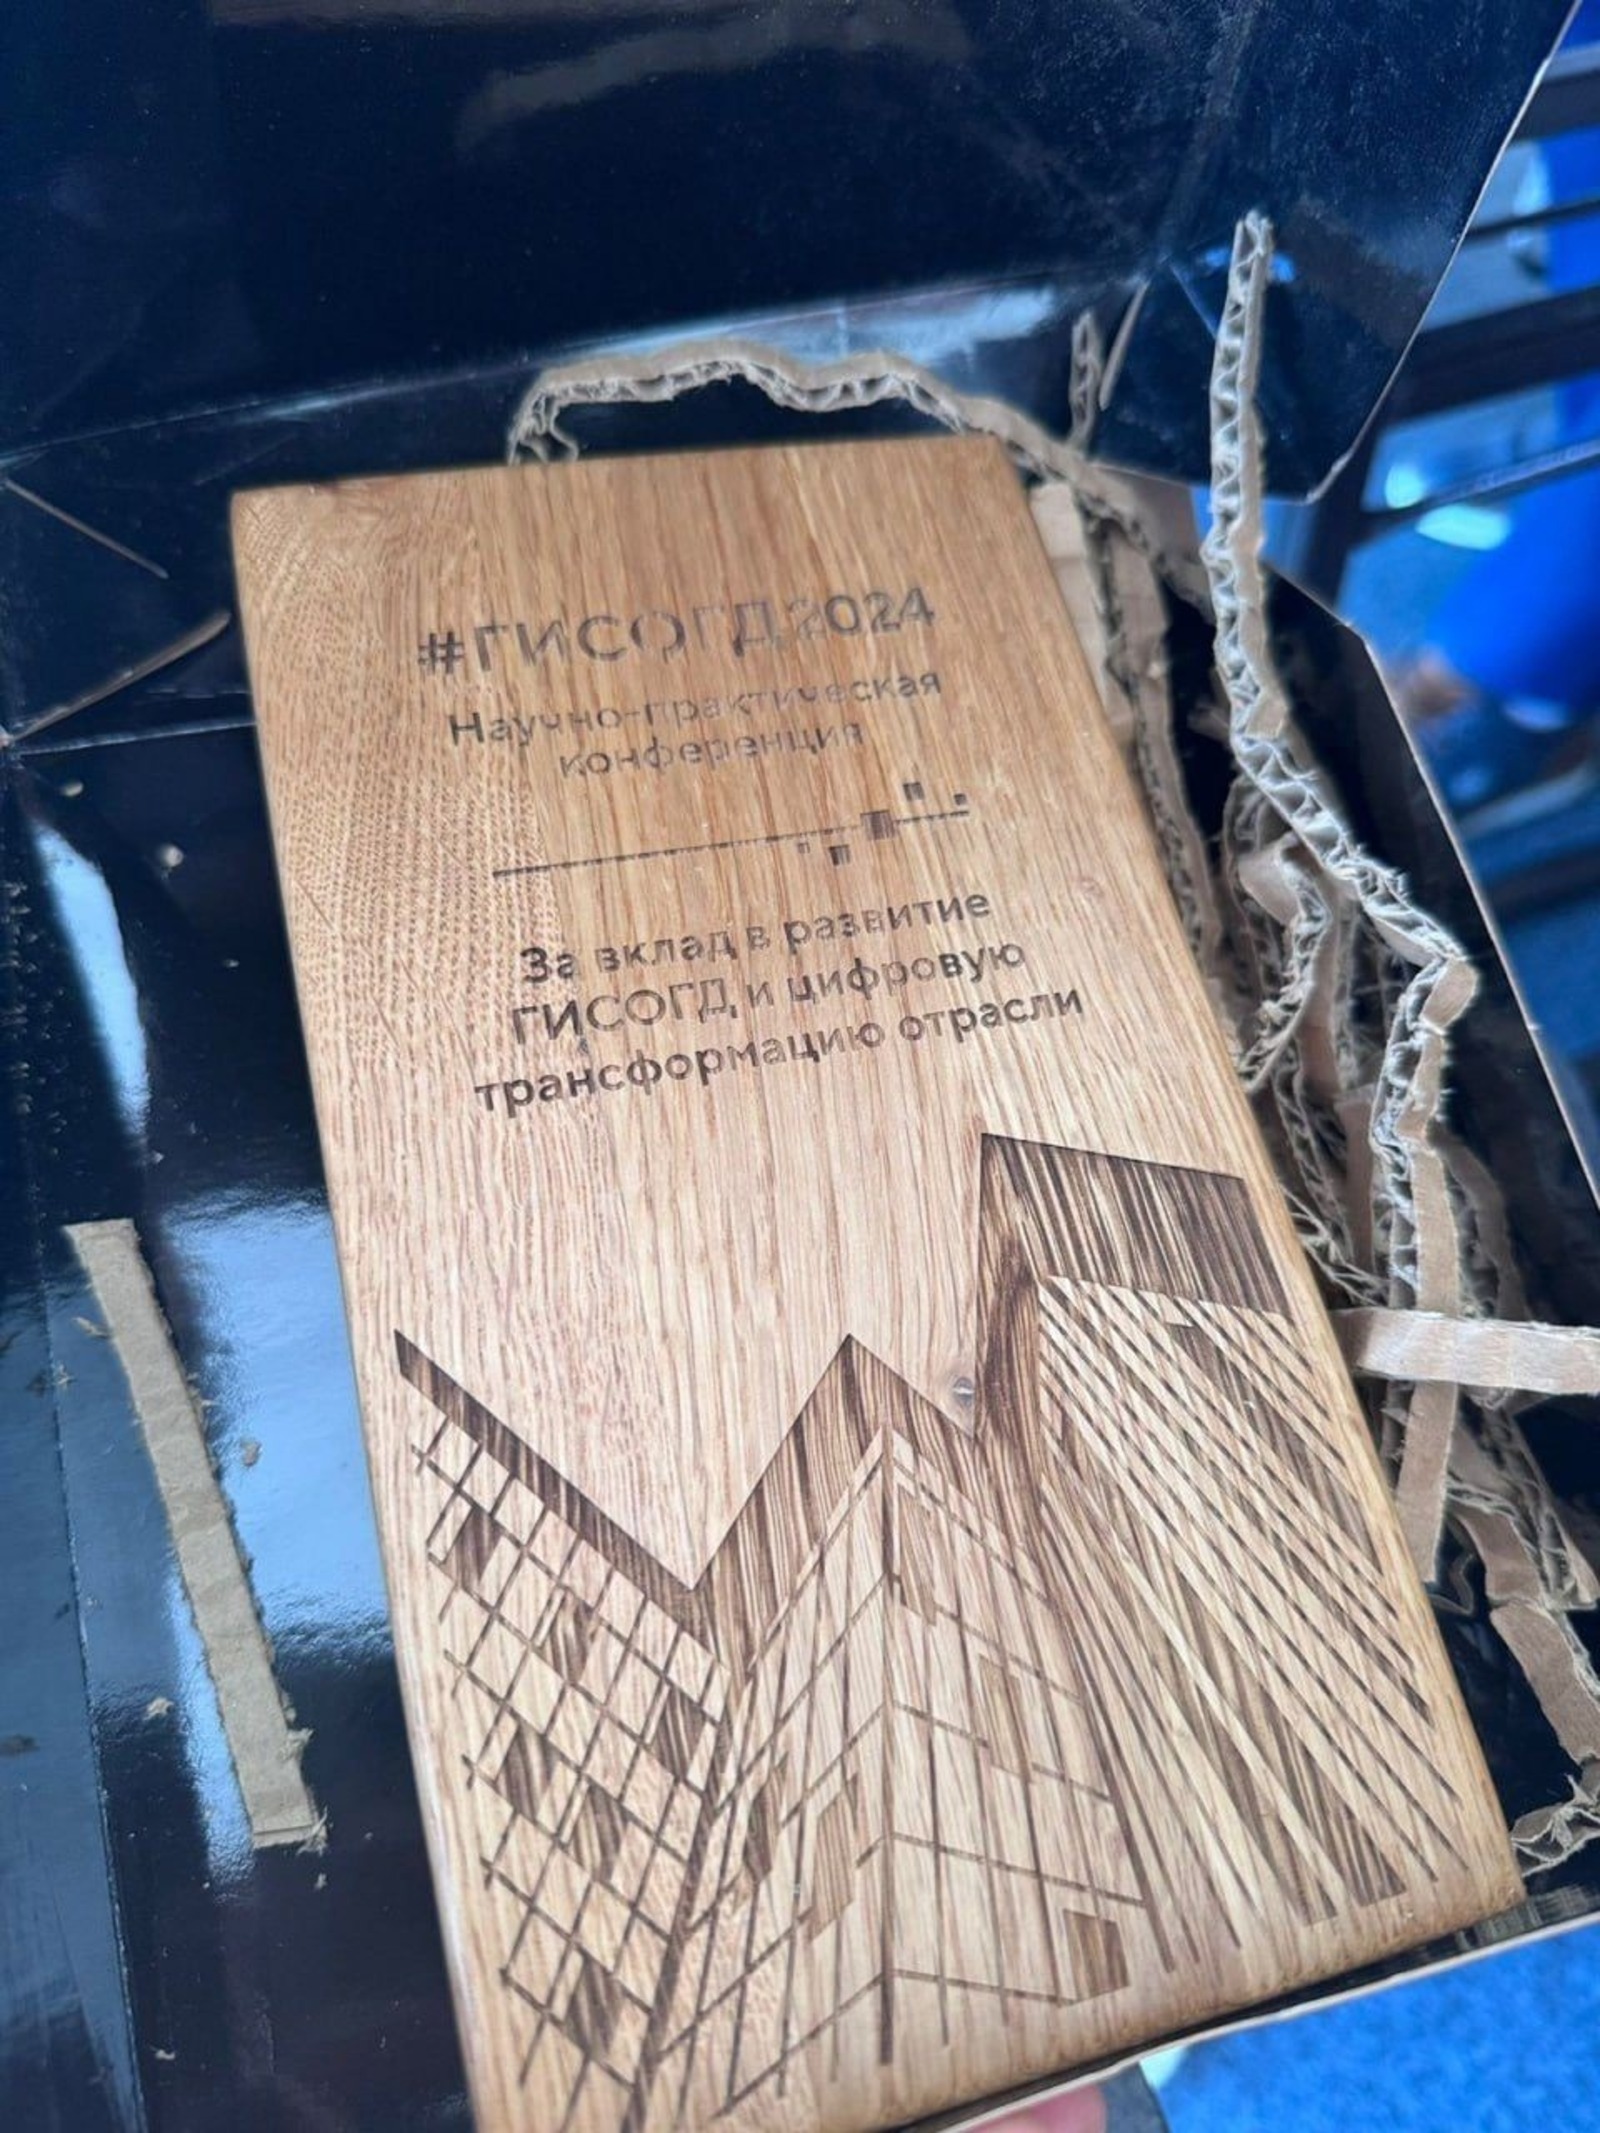 #ГИСОГД2024
Научно-практическая
конференция
За вклад в развитие
ГИСОГД и цифровую
трансформацию отрасли